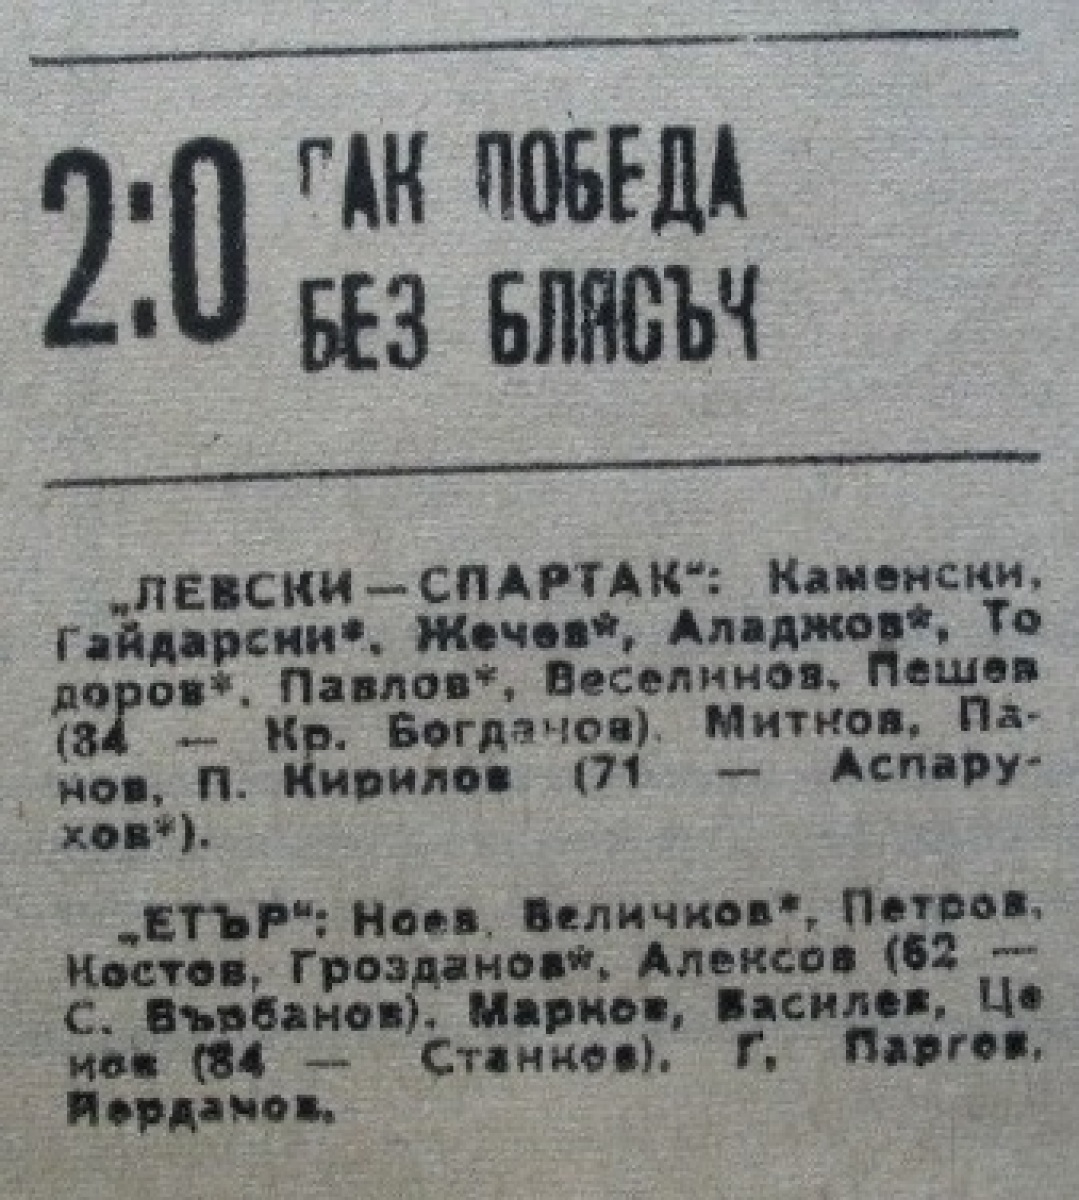 2:0
ПАК ПОБЕДА
БЕЗ БЛЯСЪЧ
„ЛЕВСКИ — СПАРТАК“: Каменски,
Гайдарски*, Жечев*, Аладжов*, То
доров*, Павлов*, Веселинов, Пешев
(84 — Кр. Богданов), Митков, Па-
нов, П. Кирилов (71 — Аспару-
хов*).
„ЕТЪР“: Ноев, Величков*, Петров,
Костов, Грозданов*, Алексов (62 —
С. Върбанов), Марков, Василев, Це
нов (84 — Станков), Г. Паргов,
Йорданов.